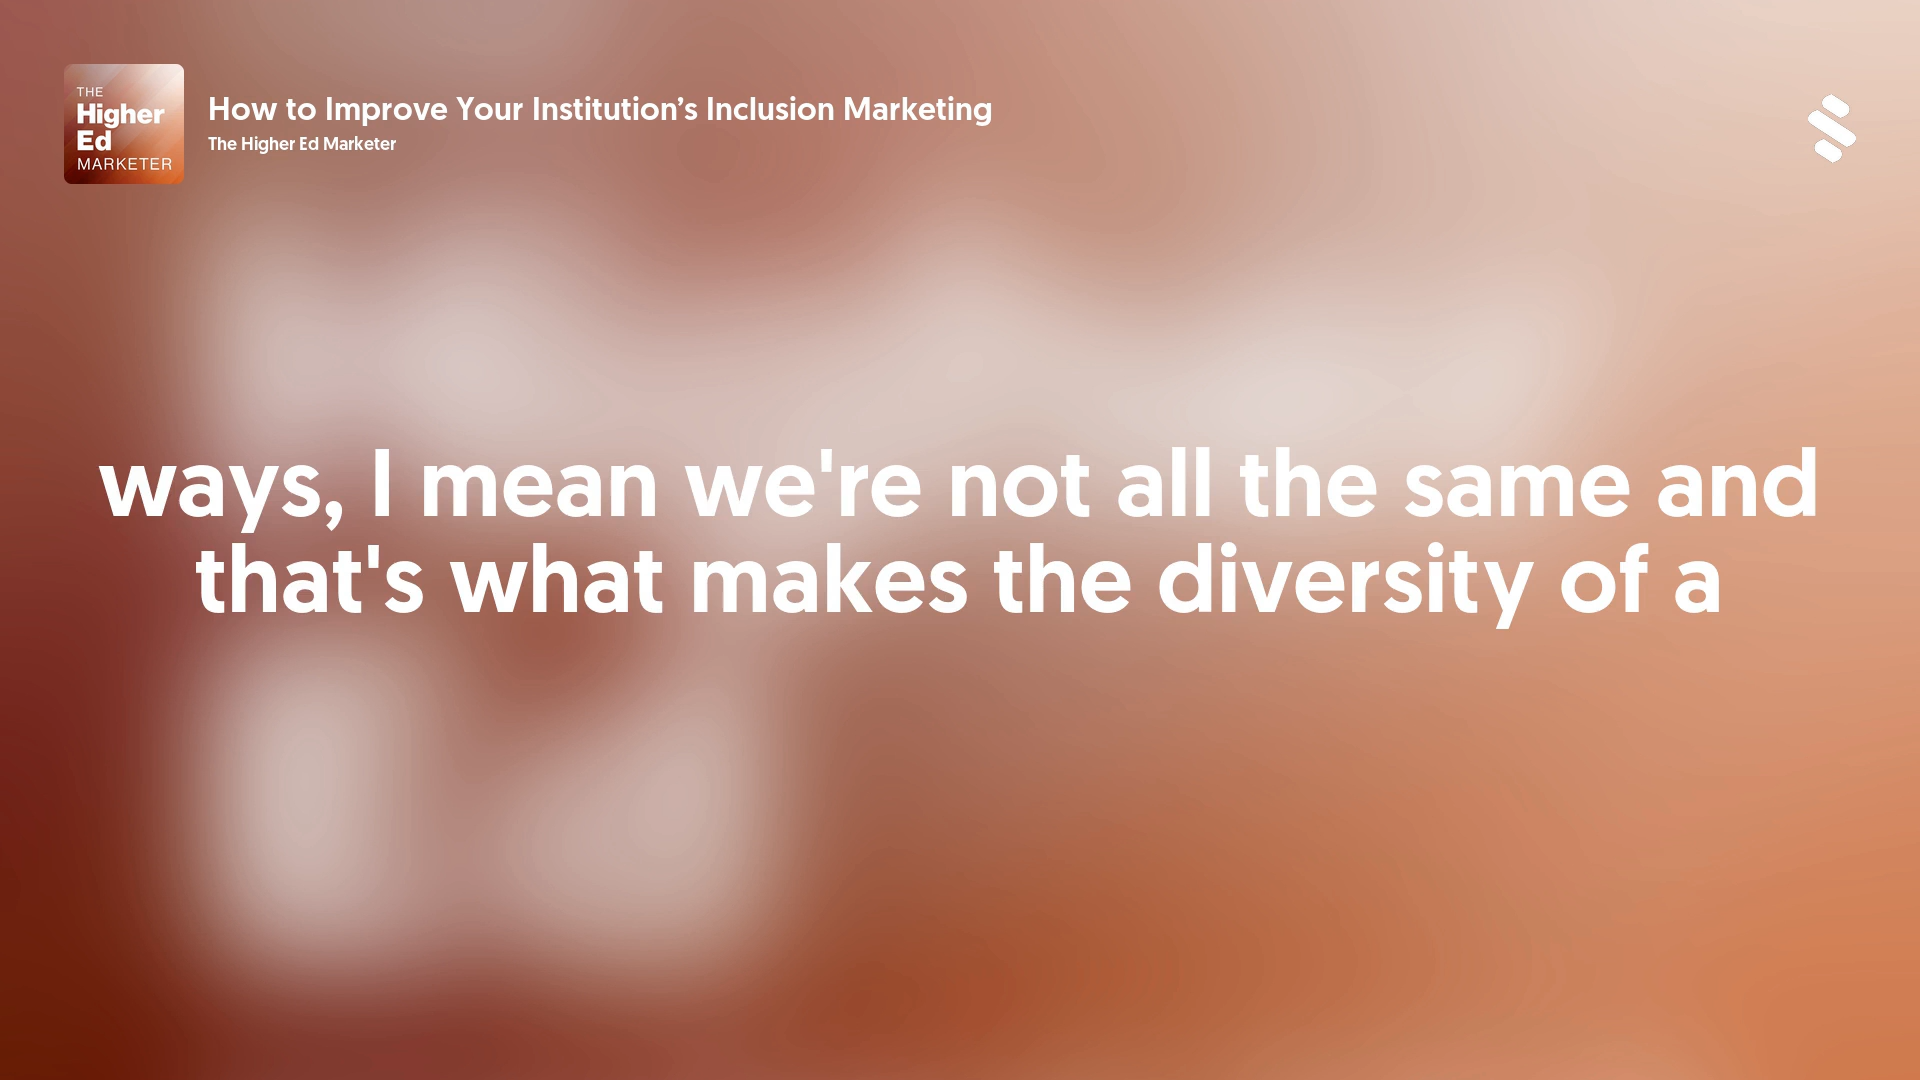 THE
Higher
Ed
MARKETER
How to Improve Your Institution’s Inclusion Marketing
The Higher Ed Marketer
ways, I mean we're not all the same and
that's what makes the diversity of a